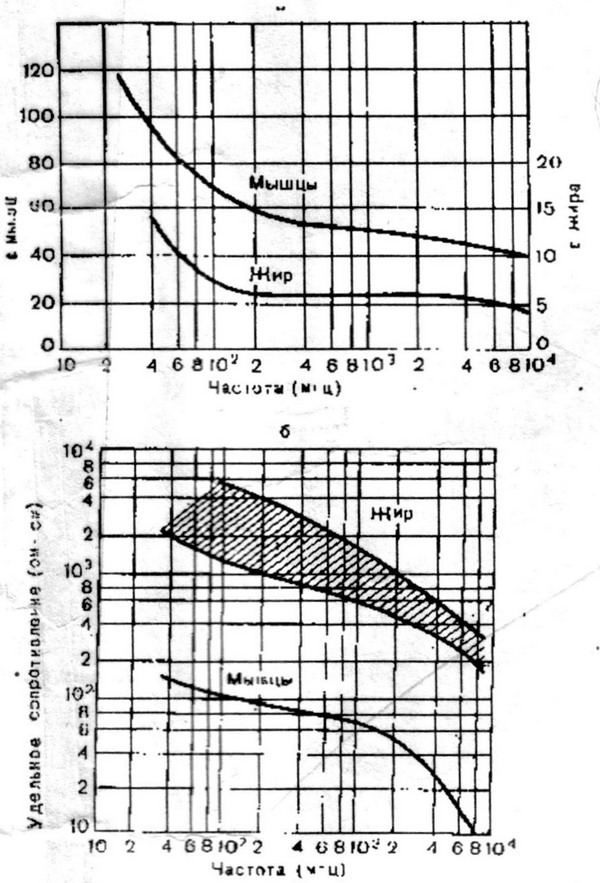 120
100
80
60
40
20
0
20
15
10
5
0
ε мышц
ε жира
Мышцы
Жир
10 2 4 6 8 10² 2 4 6 8 10³ 2 4 6 8 10⁴
Частота (мгц)
б
10⁴
8
6
4
2
10³
8
6
4
2
10²
8
6
4
2
10
Удельное сопротивление (ом·см)
Жир
Мышцы
10 2 4 6 8 10² 2 4 6 8 10³ 2 4 6 8 10⁴
Частота (мгц)